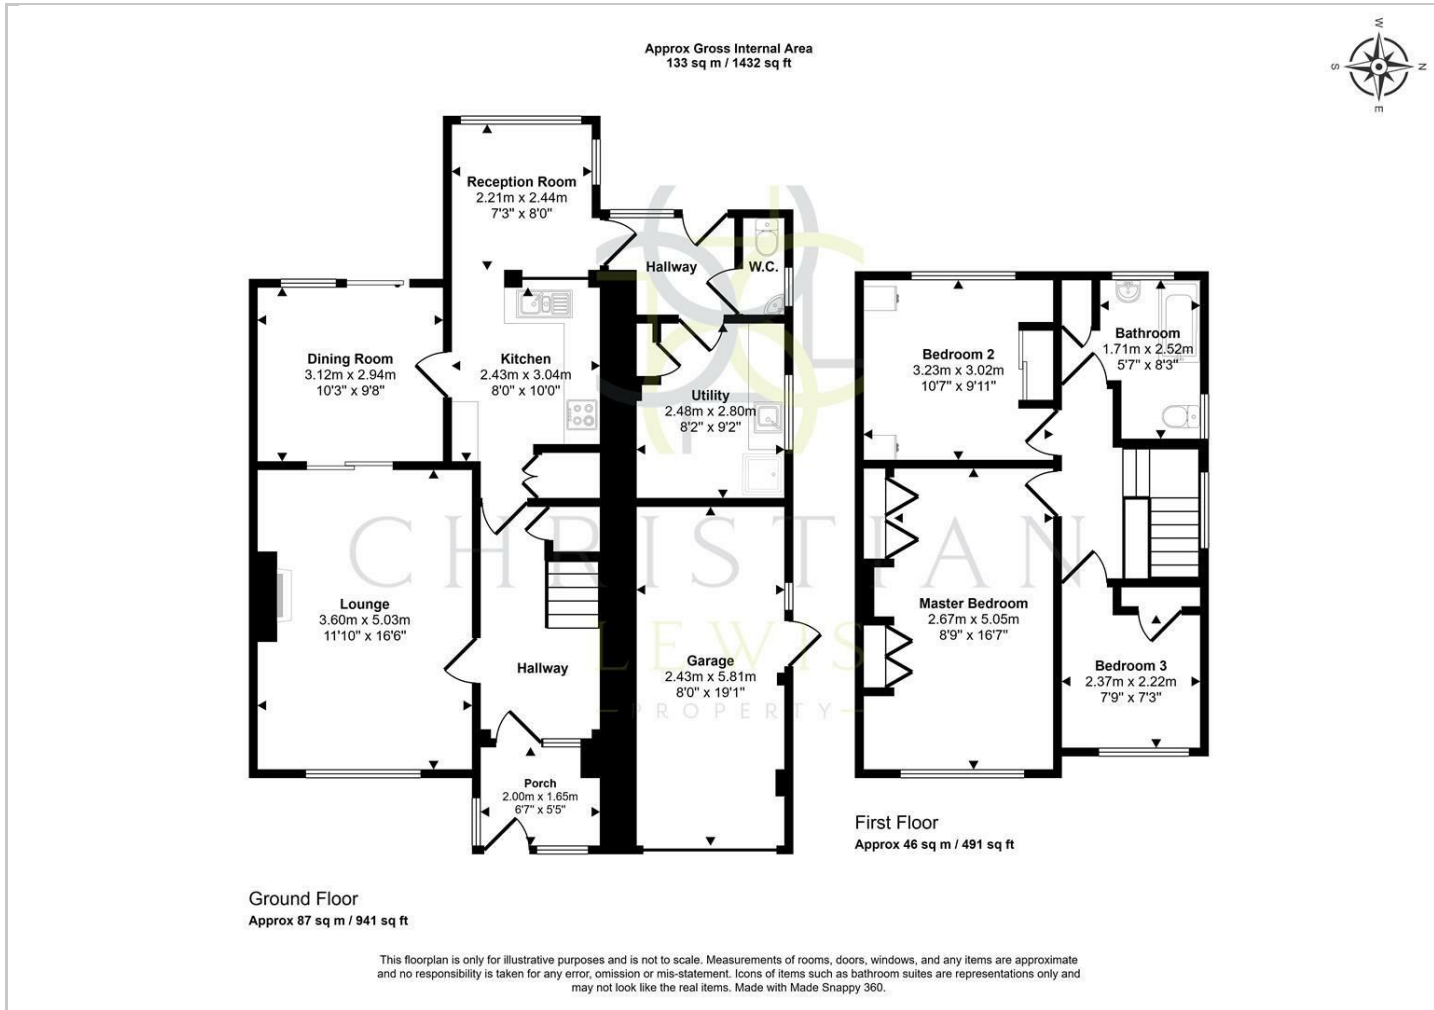 Approx Gross Internal Area
133 sq m / 1432 sq ft
W
S
N
E
Reception Room
2.21m x 2.44m
7'3" x 8'0"
Hallway
W.C.
Dining Room
3.12m x 2.94m
10'3" x 9'8"
Kitchen
2.43m x 3.04m
8'0" x 10'0"
Utility
2.48m x 2.80m
8'2" x 9'2"
Bedroom 2
3.23m x 3.02m
10'7" x 9'11"
Bathroom
1.71m x 2.52m
5'7" x 8'3"
CHRISTIAN
LEWIS
PROPERTY
Lounge
3.60m x 5.03m
11'10" x 16'6"
Hallway
Garage
2.43m x 5.81m
8'0" x 19'1"
Master Bedroom
2.67m x 5.05m
8'9" x 16'7"
Bedroom 3
2.37m x 2.22m
7'9" x 7'3"
Porch
2.00m x 1.65m
6'7" x 5'5"
First Floor
Approx 46 sq m / 491 sq ft
Ground Floor
Approx 87 sq m / 941 sq ft
This floorplan is only for illustrative purposes and is not to scale. Measurements of rooms, doors, windows, and any items are approximate
and no responsibility is taken for any error, omission or mis-statement. Icons of items such as bathroom suites are representations only and
may not look like the real items. Made with Made Snappy 360.